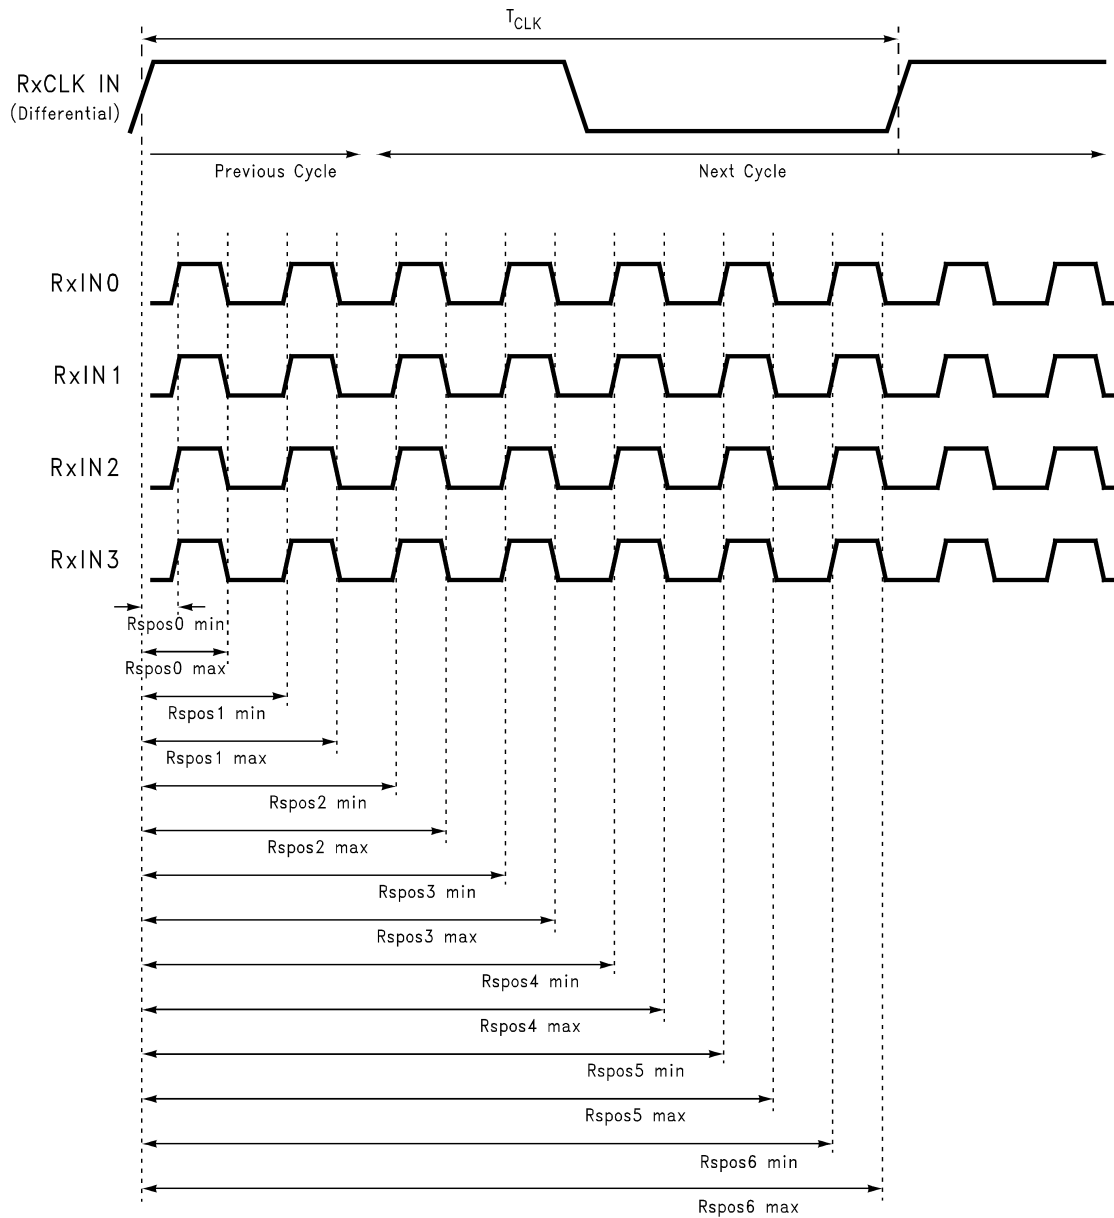 TCLK
RxCLK IN
(Differential)
Previous Cycle
Next Cycle
RxIN0
RxIN1
RxIN2
RxIN3
Rspos0 min
Rspos0 max
Rspos1 min
Rspos1 max
Rspos2 min
Rspos2 max
Rspos3 min
Rspos3 max
Rspos4 min
Rspos4 max
Rspos5 min
Rspos5 max
Rspos6 min
Rspos6 max